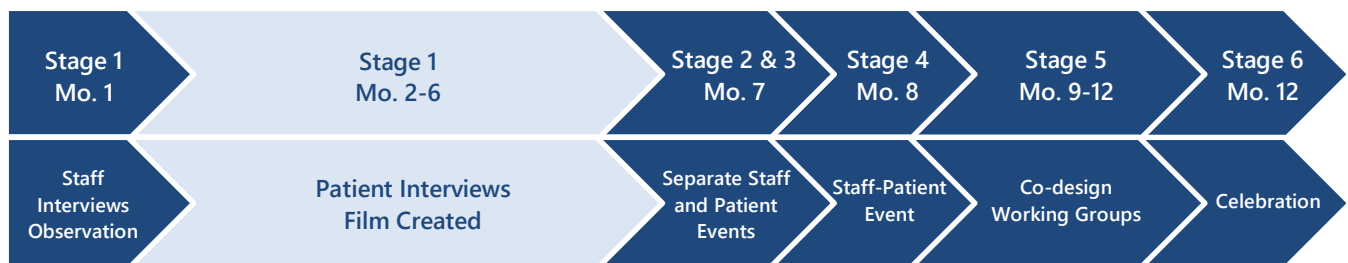 Stage 1
Mo. 1
Stage 1
Mo. 2-6
Stage 2 & 3
Mo. 7
Stage 4
Mo. 8
Stage 5
Mo. 9-12
Stage 6
Mo. 12
Staff
Interviews
Observation
Patient Interviews
Film Created
Separate Staff
and Patient
Events
Staff-Patient
Event
Co-design
Working Groups
Celebration